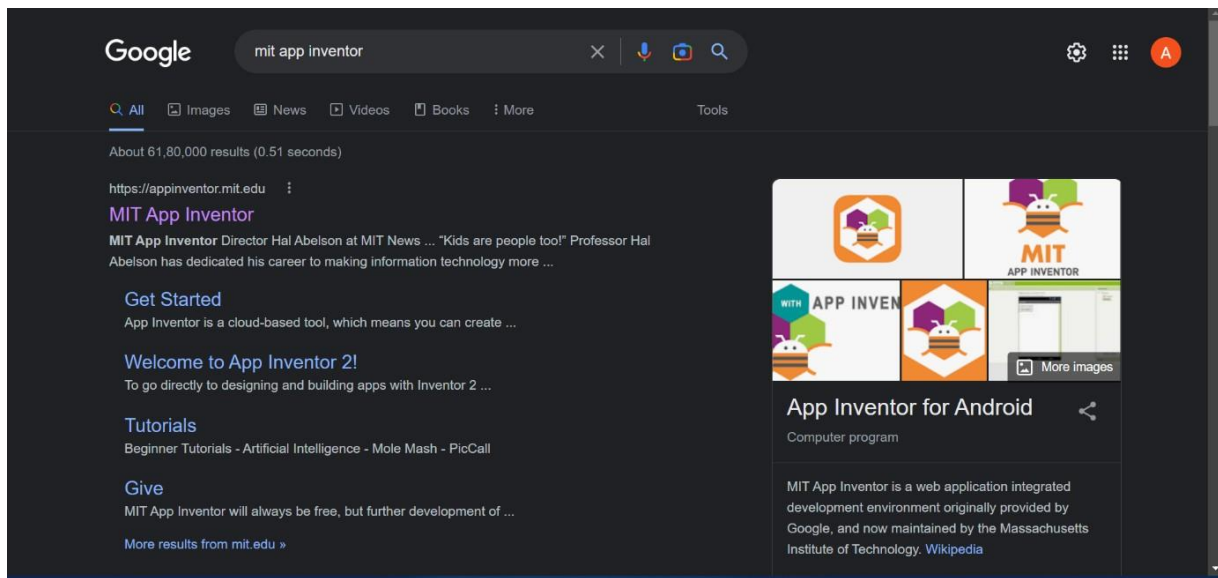 Google
mit app inventor
All Images News Videos Books More Tools
A
About 61,80,000 results (0.51 seconds)
https://appinventor.mit.edu
MIT App Inventor
MIT App Inventor Director Hal Abelson at MIT News ... “Kids are people too!” Professor Hal
Abelson has dedicated his career to making information technology more ...
Get Started
App Inventor is a cloud-based tool, which means you can create ...
Welcome to App Inventor 2!
To go directly to designing and building apps with Inventor 2 ...
Tutorials
Beginner Tutorials - Artificial Intelligence - Mole Mash - PicCall
Give
MIT App Inventor will always be free, but further development of ...
More results from mit.edu »
MIT
APP INVENTOR
WITH APP INVEN
More images
App Inventor for Android
Computer program
MIT App Inventor is a web application integrated
development environment originally provided by
Google, and now maintained by the Massachusetts
Institute of Technology. Wikipedia